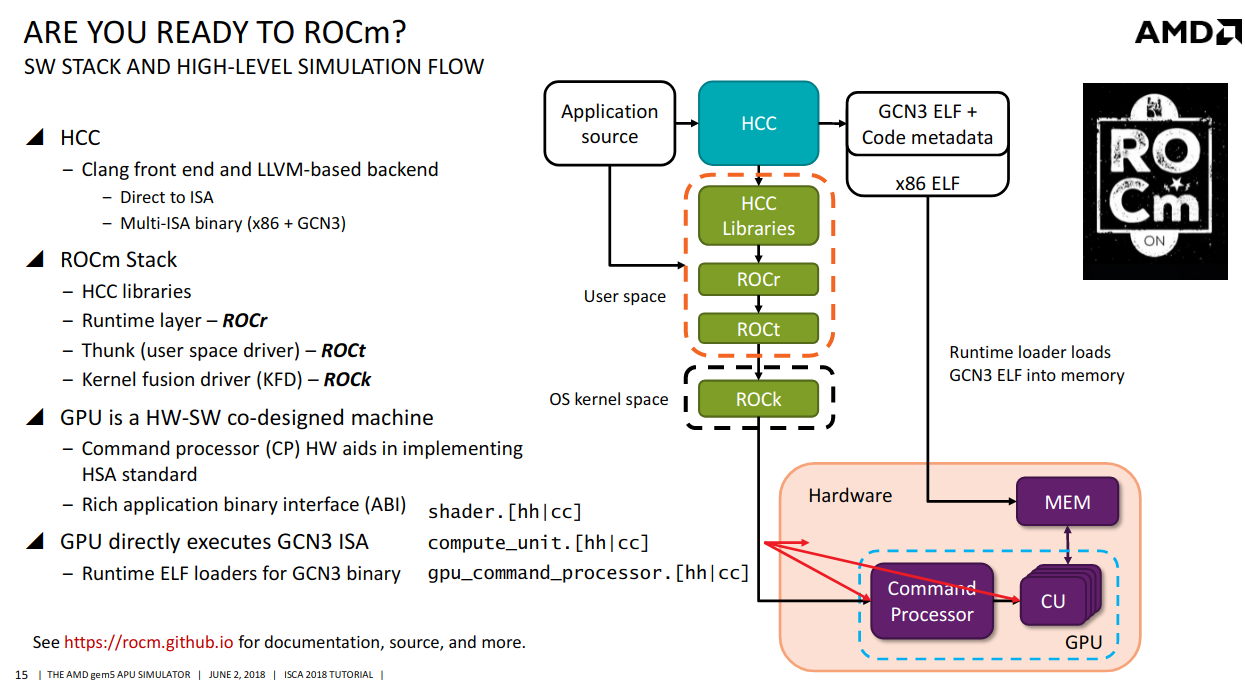 ARE YOU READY TO ROCm?
SW STACK AND HIGH-LEVEL SIMULATION FLOW
AMD
HCC
– Clang front end and LLVM-based backend
– Direct to ISA
– Multi-ISA binary (x86 + GCN3)
ROCm Stack
– HCC libraries
– Runtime layer – ROCr
– Thunk (user space driver) – ROCt
– Kernel fusion driver (KFD) – ROCk
GPU is a HW-SW co-designed machine
– Command processor (CP) HW aids in implementing
HSA standard
– Rich application binary interface (ABI)
GPU directly executes GCN3 ISA
– Runtime ELF loaders for GCN3 binary
shader.[hh|cc]
compute_unit.[hh|cc]
gpu_command_processor.[hh|cc]
Application
source
HCC
GCN3 ELF +
Code metadata
x86 ELF
HCC
Libraries
ROCr
ROCt
User space
OS kernel space
ROCk
Runtime loader loads
GCN3 ELF into memory
Hardware
MEM
Command
Processor
CU
GPU
RO
Cm
ON
See https://rocm.github.io for documentation, source, and more.
15 | THE AMD gem5 APU SIMULATOR | JUNE 2, 2018 | ISCA 2018 TUTORIAL |